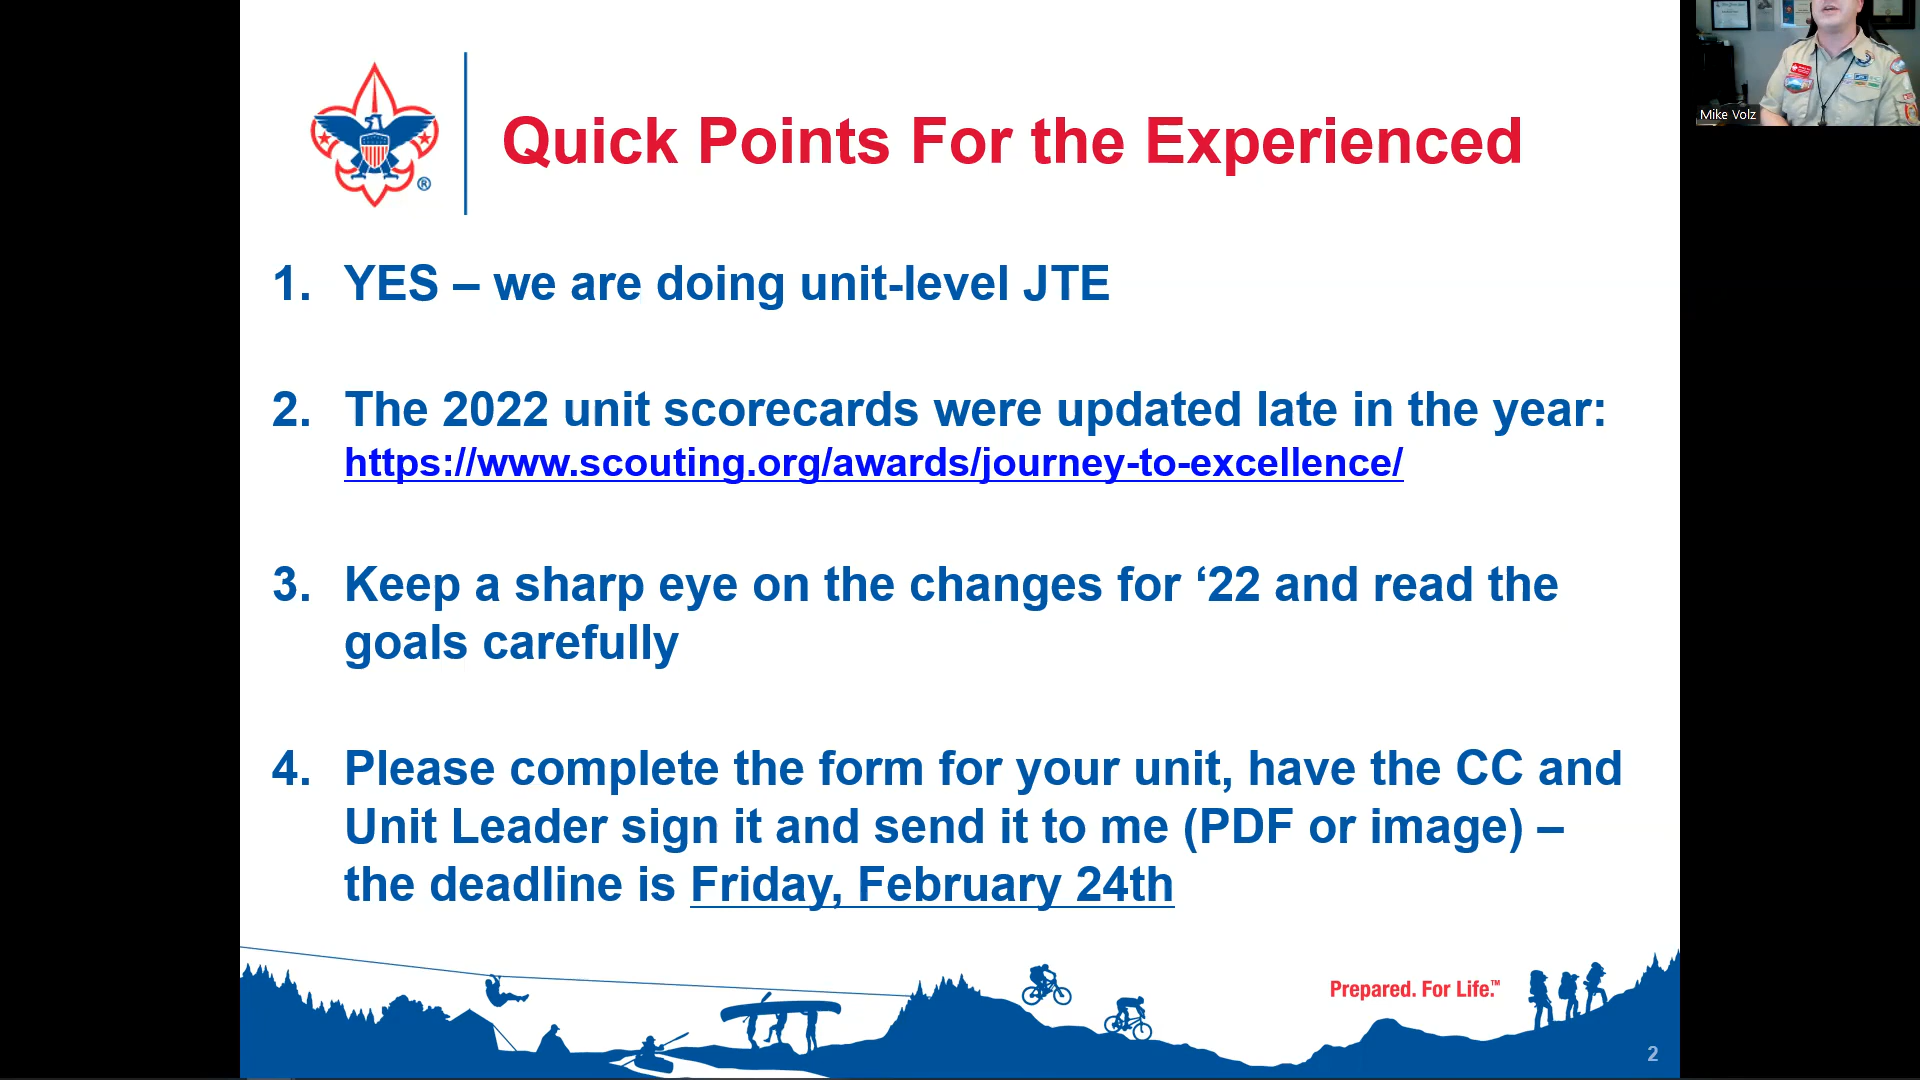 Quick Points For the Experienced
1. YES – we are doing unit-level JTE
2. The 2022 unit scorecards were updated late in the year:
https://www.scouting.org/awards/journey-to-excellence/
3. Keep a sharp eye on the changes for ‘22 and read the
goals carefully
4. Please complete the form for your unit, have the CC and
Unit Leader sign it and send it to me (PDF or image) –
the deadline is Friday, February 24th
Prepared. For Life.™
2
®
Mike Volz